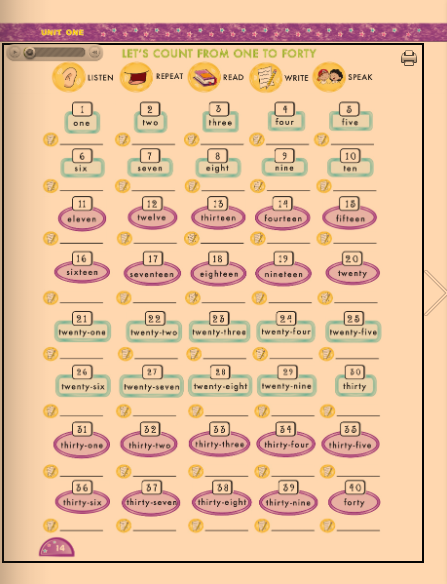 UNIT ONE
LET'S COUNT FROM ONE TO FORTY
LISTEN REPEAT READ WRITE SPEAK
1 2 3 4 5
one two three four five
6 7 8 9 10
six seven eight nine ten
11 12 13 14 15
eleven twelve thirteen fourteen fifteen
16 17 18 19 20
sixteen seventeen eighteen nineteen twenty
21 22 23 24 25
twenty-one twenty-two twenty-three twenty-four twenty-five
26 27 28 29 30
twenty-six twenty-seven twenty-eight twenty-nine thirty
31 32 33 34 35
thirty-one thirty-two thirty-three thirty-four thirty-five
36 37 38 39 40
thirty-six thirty-seven thirty-eight thirty-nine forty
14